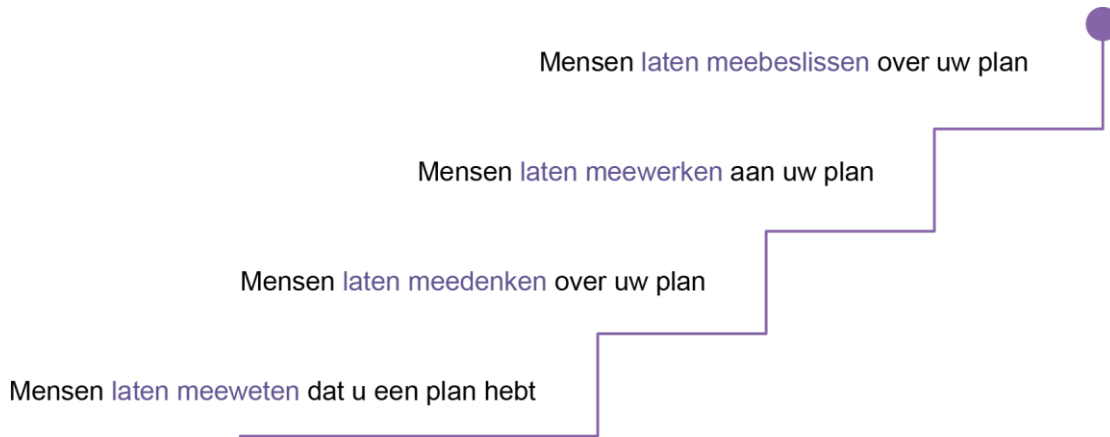 Mensen laten meebeslissen over uw plan
Mensen laten meewerken aan uw plan
Mensen laten meedenken over uw plan
Mensen laten meeweten dat u een plan hebt